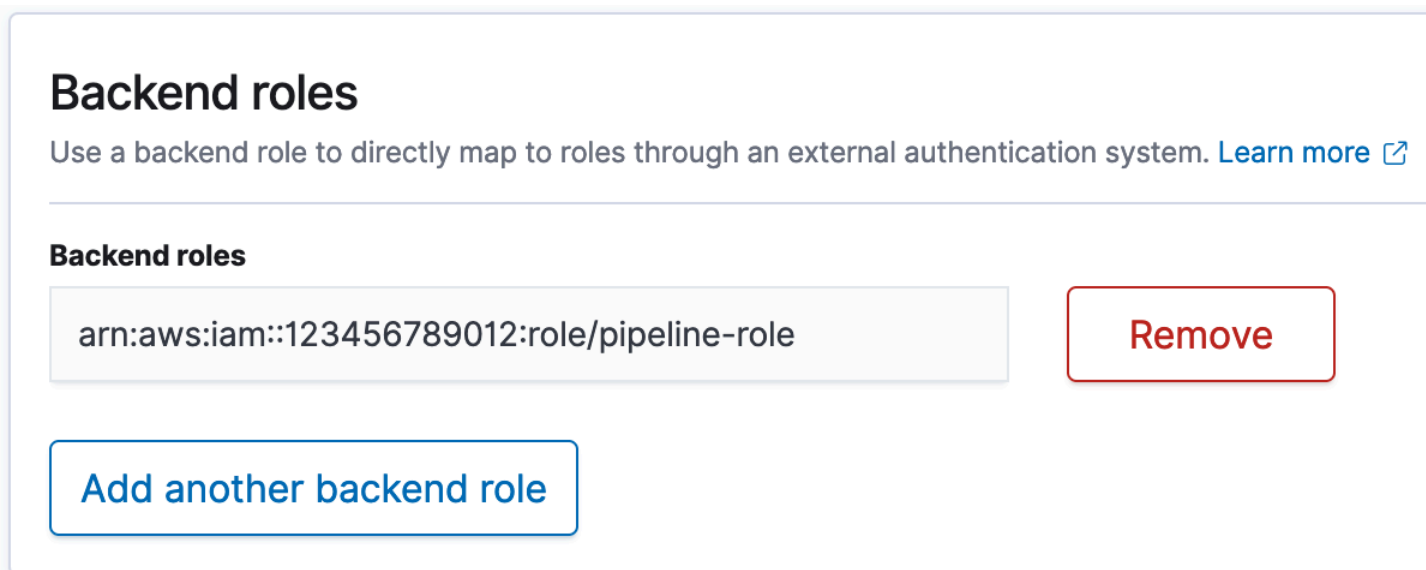 Backend roles
Use a backend role to directly map to roles through an external authentication system. Learn more
Backend roles
arn:aws:iam::123456789012:role/pipeline-role
Remove
Add another backend role